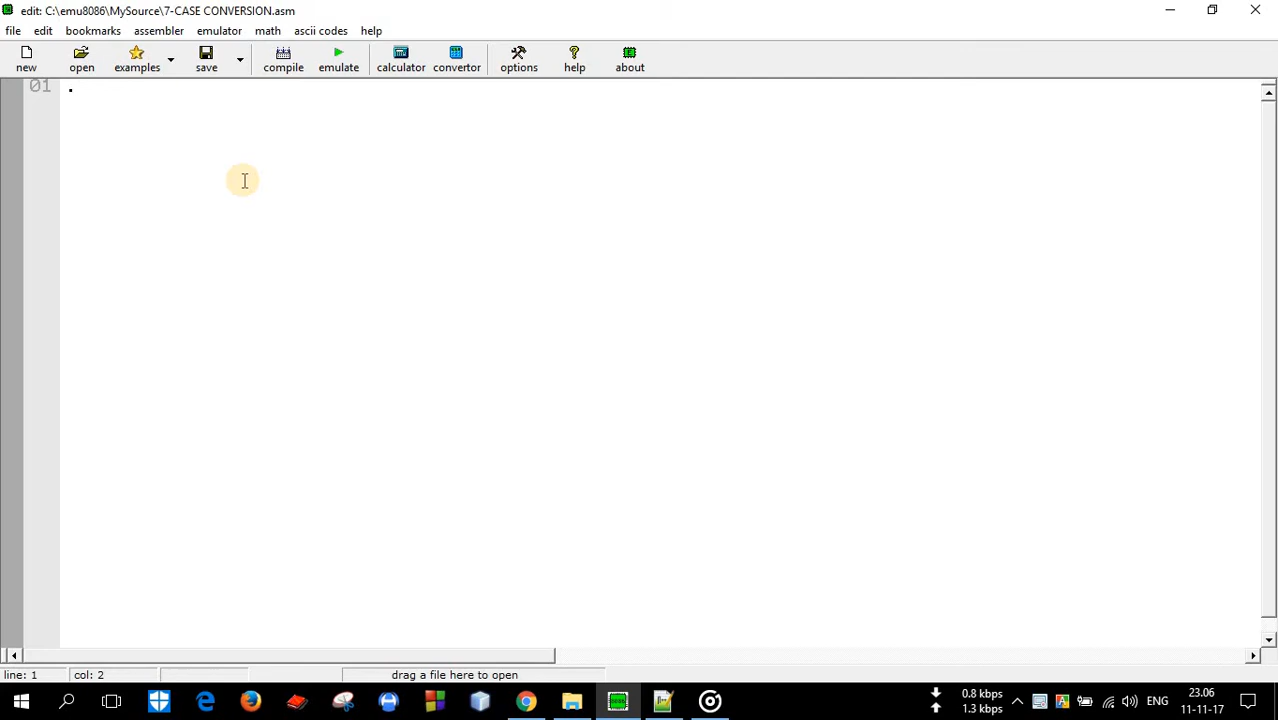 edit: C:\emu8086\MySource\7-CASE CONVERSION.asm
file edit bookmarks assembler emulator math ascii codes help
new open examples save compile emulate calculator convertor options help about
01 .
line: 1 col: 2 drag a file here to open
0.8 kbps
1.3 kbps
ENG
23.06
11-11-17